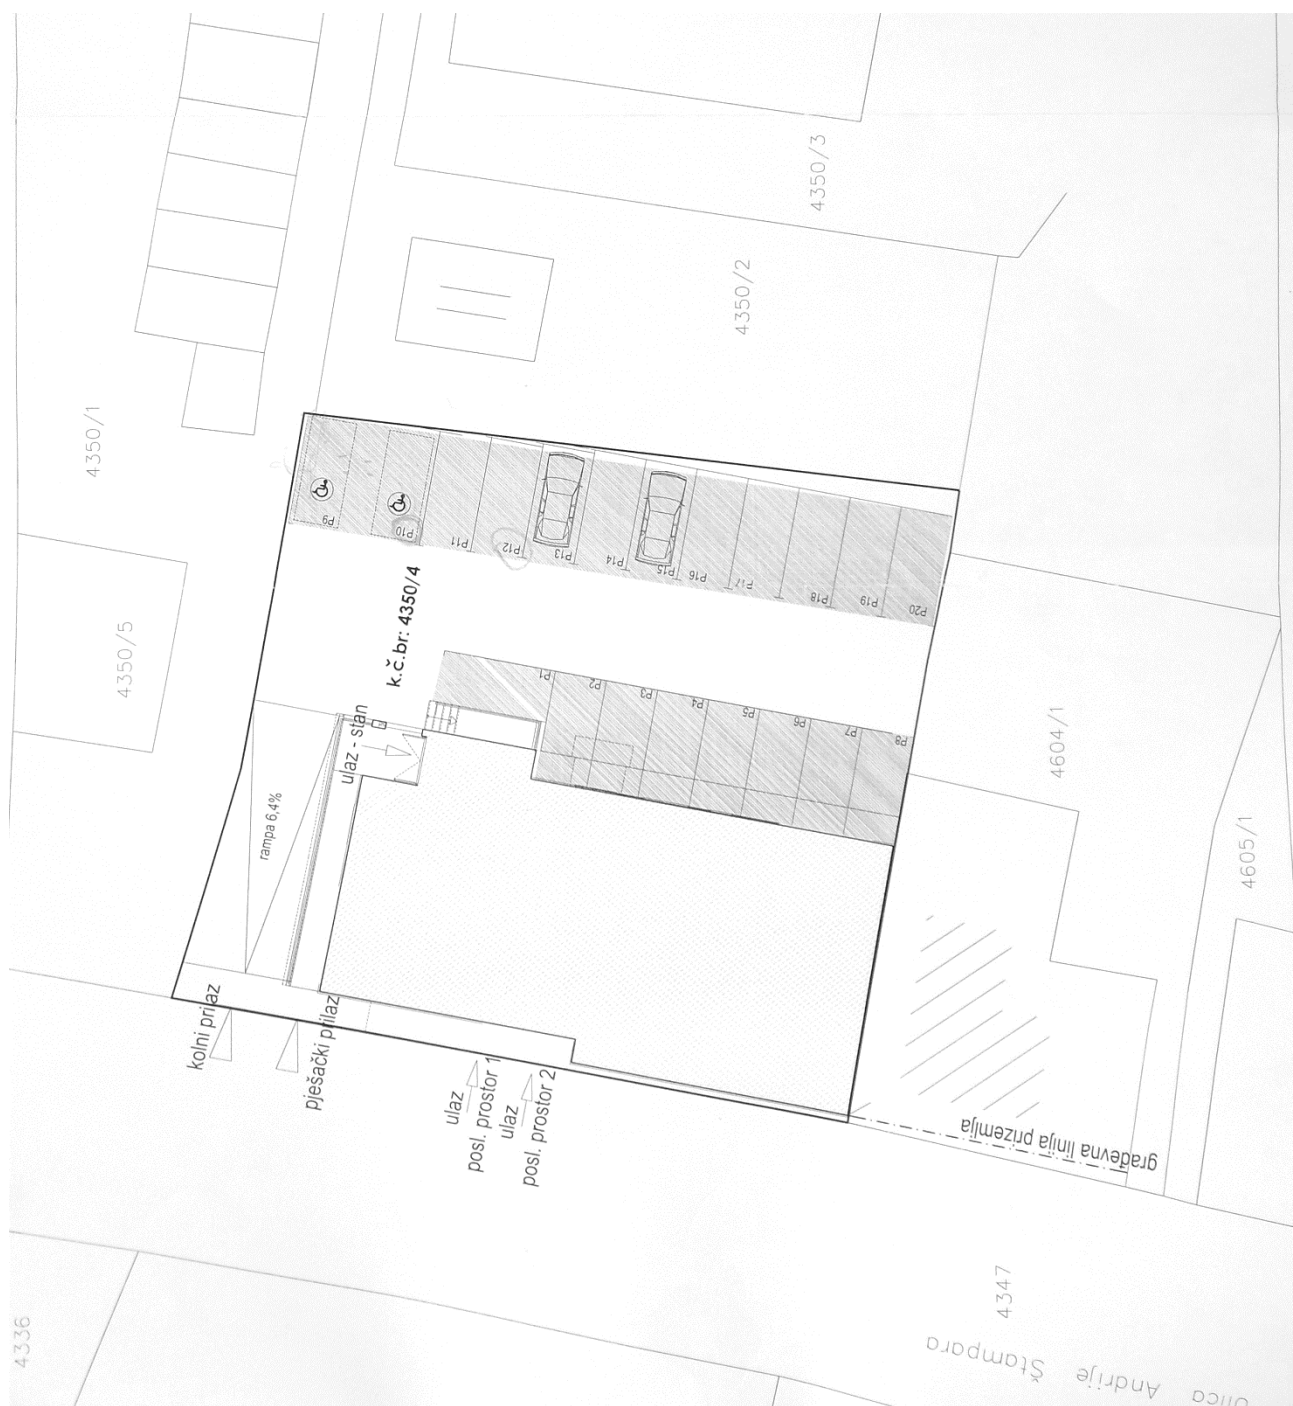 4350/3
4350/2
4350/1
P9
P10
P11
P12
P13
P14
P15
P16
P17
P18
P19
P20
k.č.br: 4350/4
4350/5
P1
P2
P3
P4
P5
P6
P7
P8
ulaz - stan
rampa 6,4%
4604/1
4605/1
kolni prilaz
pješački prilaz
ulaz
posl. prostor 1
ulaz
posl. prostor 2
građevna linija prizemlja
4347
4336
Ulica Andrije Štampara